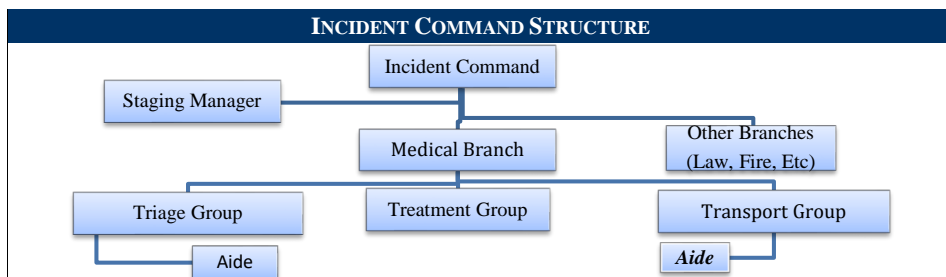 INCIDENT COMMAND STRUCTURE
Incident Command
Staging Manager
Medical Branch
Other Branches
(Law, Fire, Etc)
Triage Group
Treatment Group
Transport Group
Aide
Aide